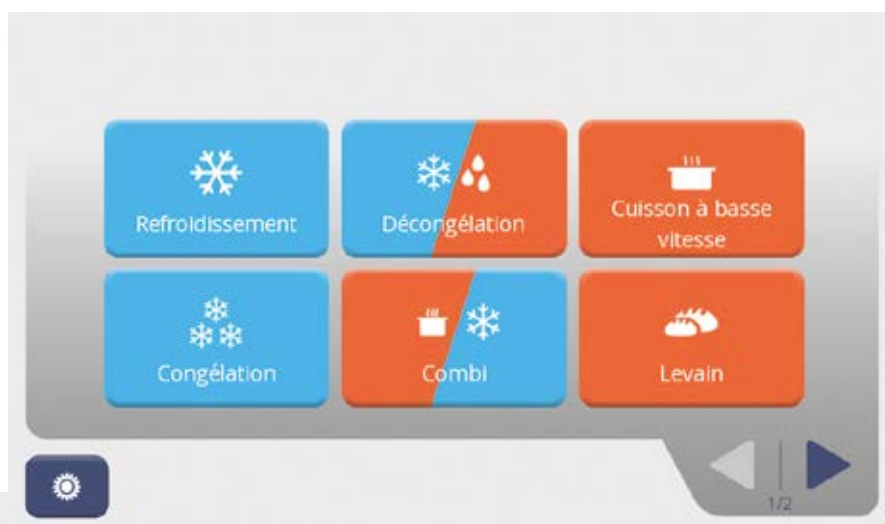 Refroidissement
Décongélation
Cuisson à basse
vitesse
Congélation
Combi
Levain
1/2